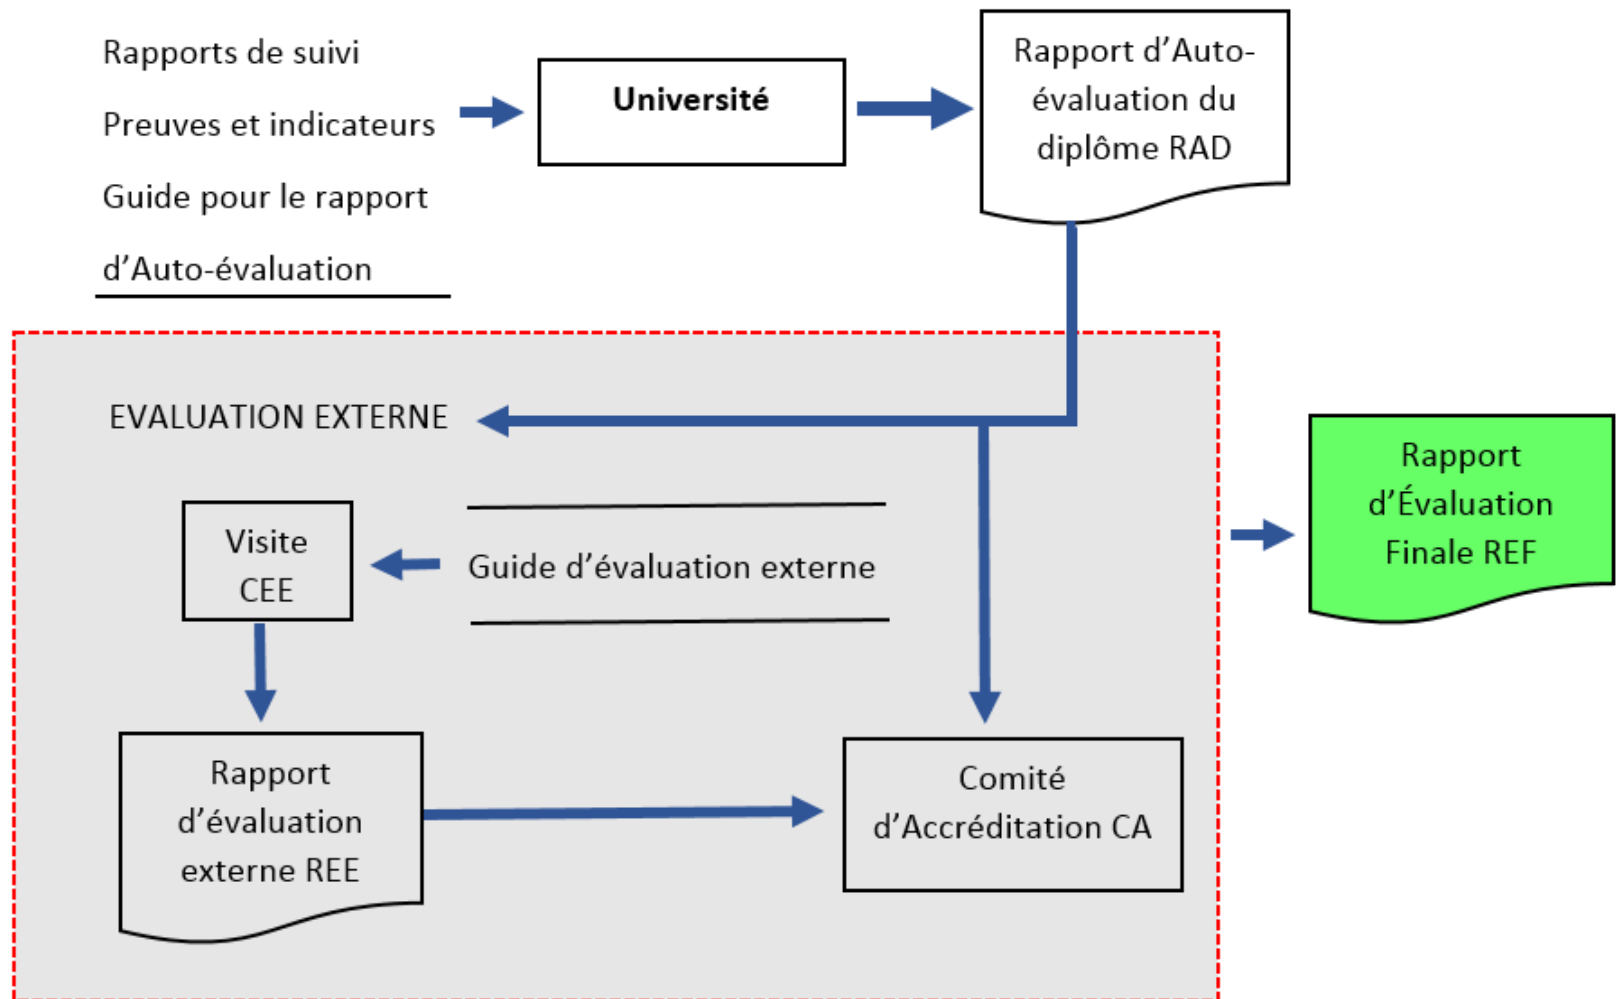 Rapports de suivi
Preuves et indicateurs
Guide pour le rapport
d’Auto-évaluation
Université
Rapport d’Auto-
évaluation du
diplôme RAD
EVALUATION EXTERNE
Visite
CEE
Guide d’évaluation externe
Rapport
d’évaluation
externe REE
Comité
d’Accréditation CA
Rapport
d’Évaluation
Finale REF